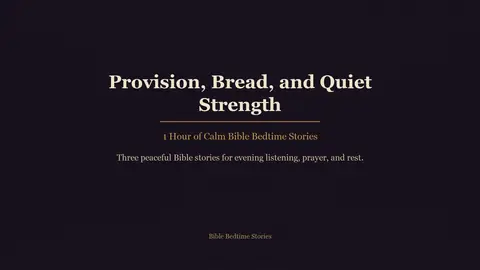 Provision, Bread, and Quiet
Strength
1 Hour of Calm Bible Bedtime Stories
Three peaceful Bible stories for evening listening, prayer, and rest.
Bible Bedtime Stories